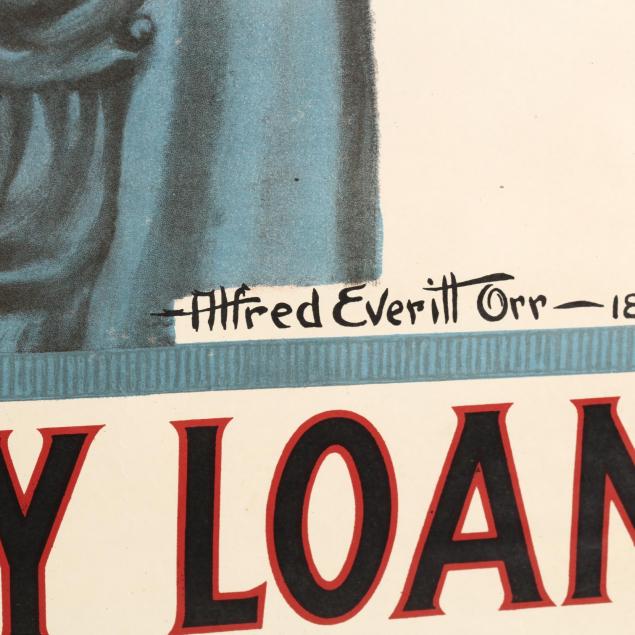 Alfred Everitt Orr — 18
Y LOAN